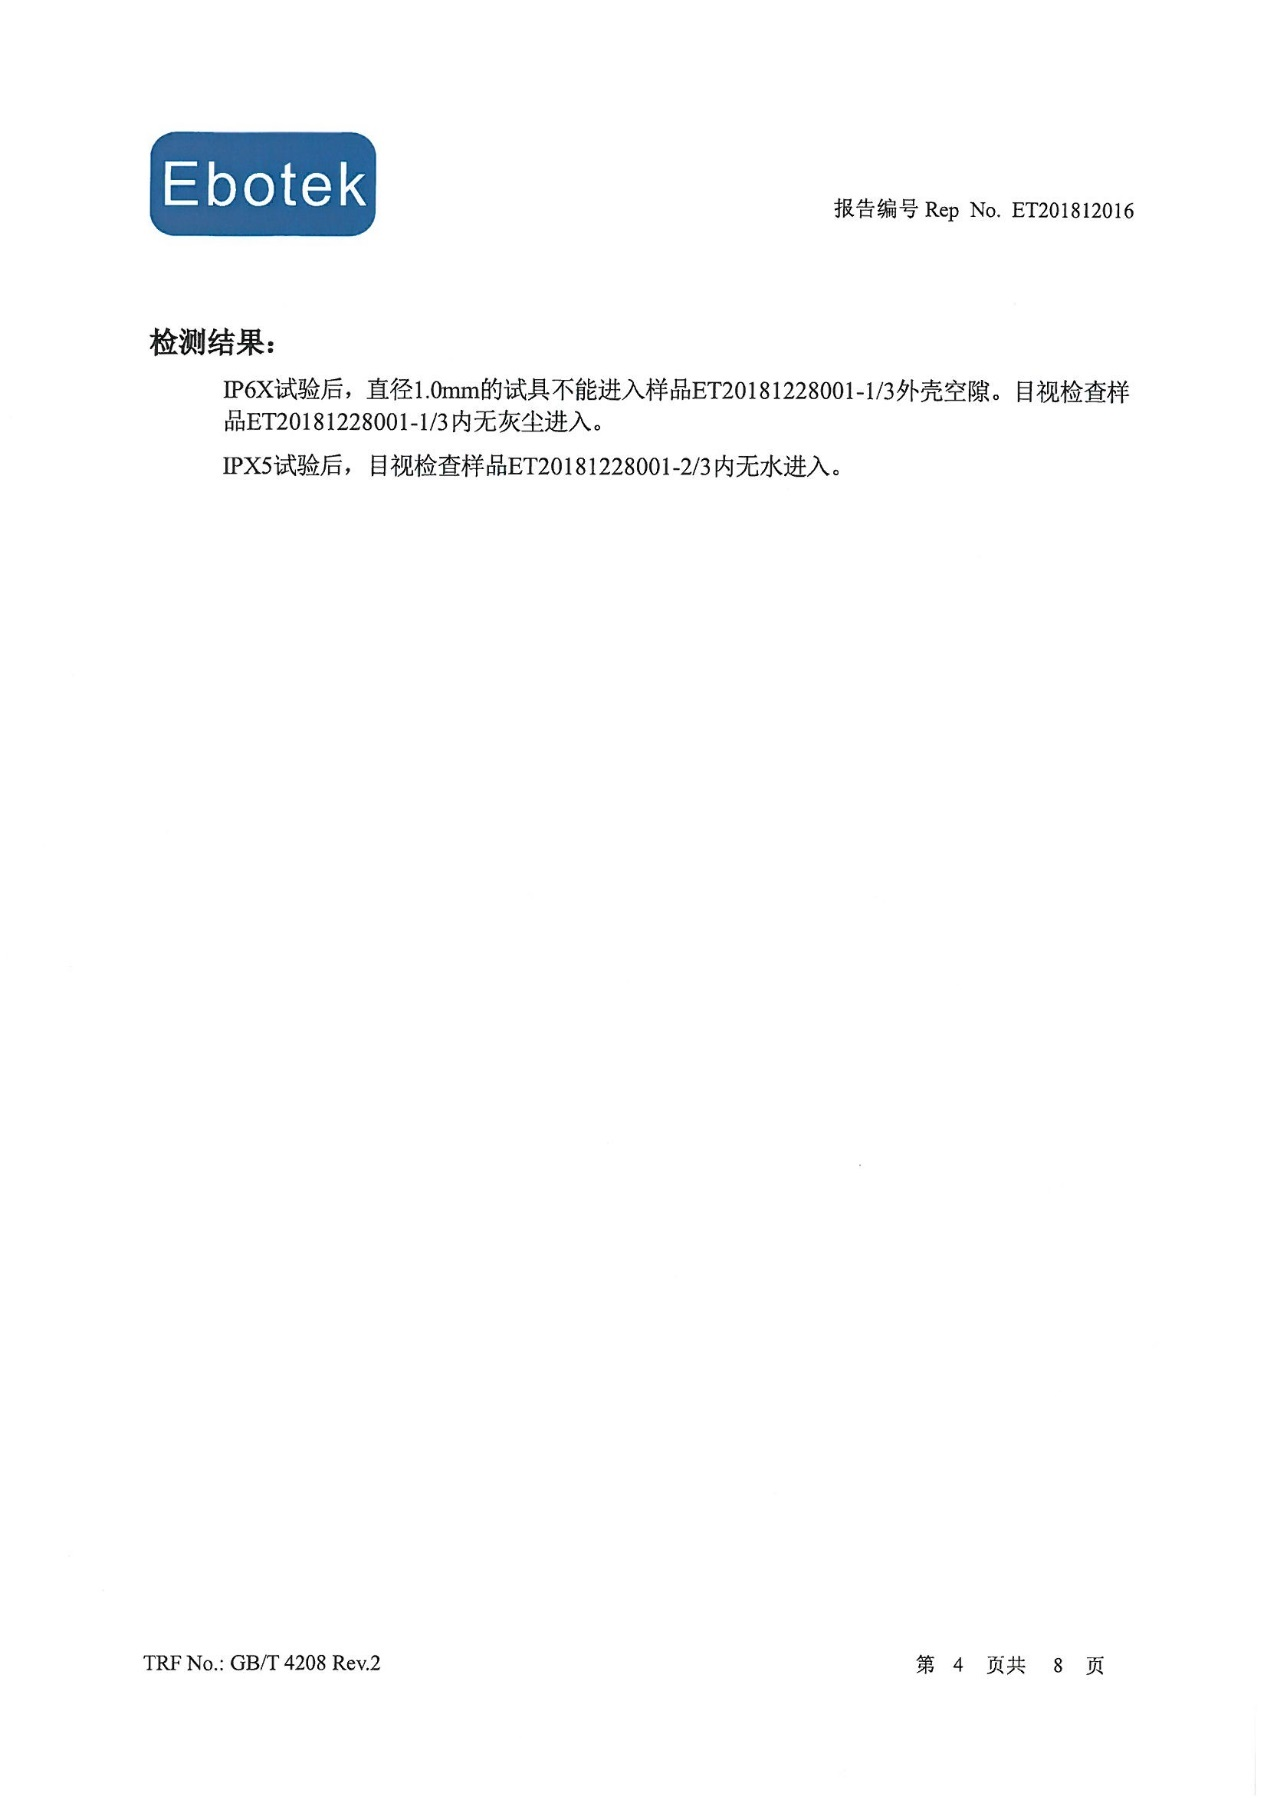 Ebotek
报告编号 Rep No. ET201812016
检测结果：
IP6X试验后，直径1.0mm的试具不能进入样品ET20181228001-1/3外壳空隙。目视检查样
品ET20181228001-1/3内无灰尘进入。
IPX5试验后，目视检查样品ET20181228001-2/3内无水进入。
TRF No.: GB/T 4208 Rev.2
第 4 页共 8 页